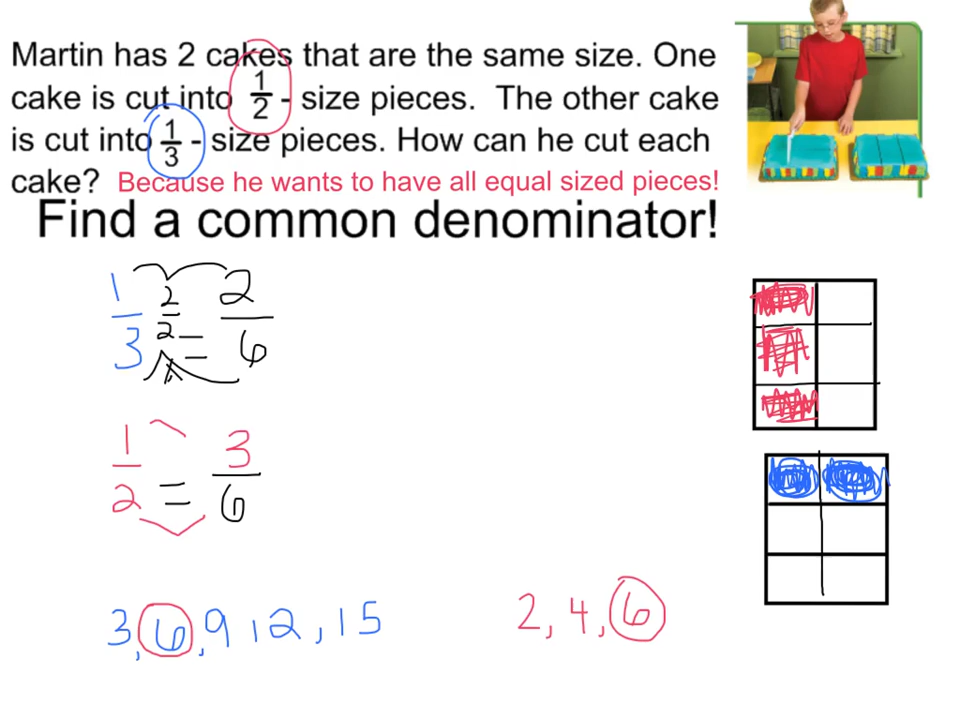 Martin has 2 cakes that are the same size. One
cake is cut into 1/2 - size pieces. The other cake
is cut into 1/3 - size pieces. How can he cut each
cake? Because he wants to have all equal sized pieces!
Find a common denominator!
1/3 2/2 = 2/6
1/2 = 3/6
3, 6, 9, 12, 15
2, 4, 6